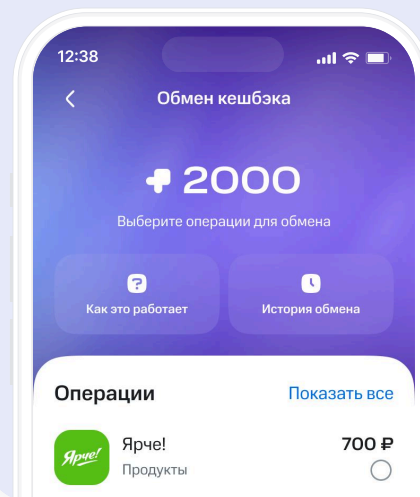 12:38
Обмен кешбэка
2000
Выберите операции для обмена
?
Как это работает
История обмена
Операции
Показать все
Ярче!
Ярче!
700 ₽
Продукты